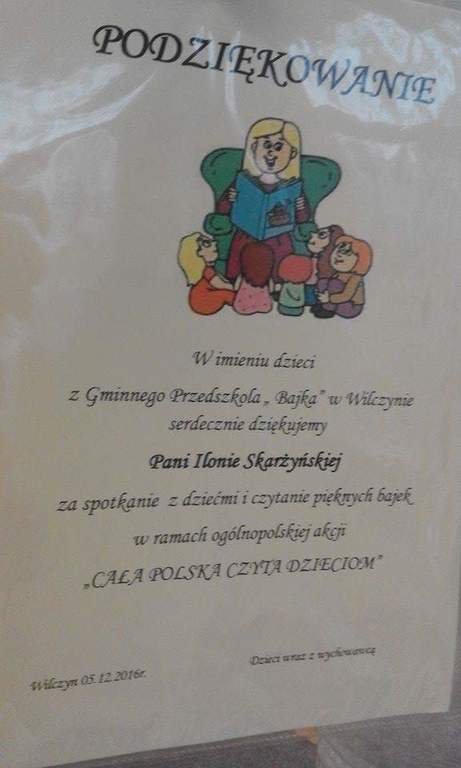 PODZIĘKOWANIE
W imieniu dzieci
z Gminnego Przedszkola „ Bajka” w Wilczynie
serdecznie dziękujemy
Pani Ilonie Skarżyńskiej
za spotkanie z dziećmi i czytanie pięknych bajek
w ramach ogólnopolskiej akcji
„CAŁA POLSKA CZYTA DZIECIOM”
Dzieci wraz z wychowawcą
Wilczyn 05.12.2016r.